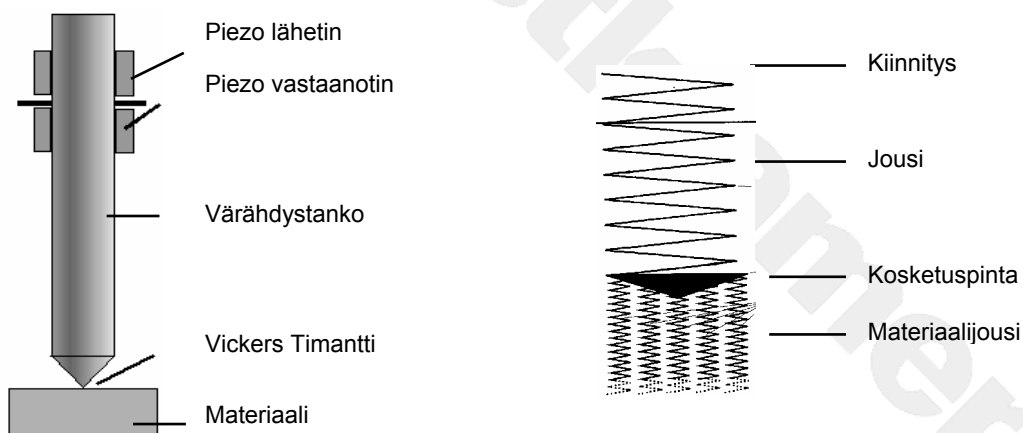 Piezo lähetin
Piezo vastaanotin
Värähdystanko
Vickers Timantti
Materiaali
Kiinnitys
Jousi
Kosketuspinta
Materiaalijousi